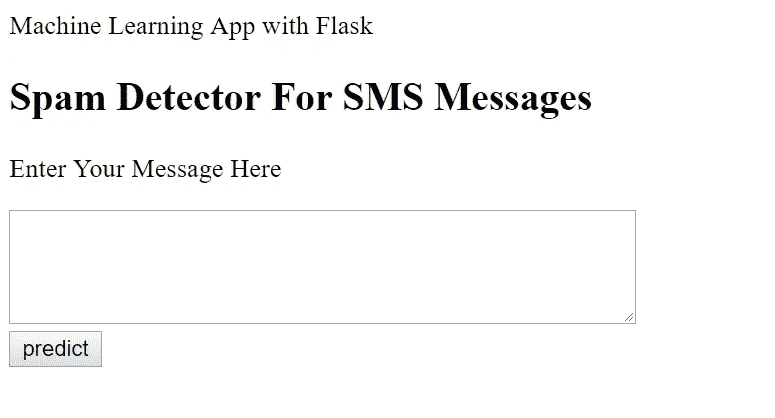 Machine Learning App with Flask
Spam Detector For SMS Messages
Enter Your Message Here
predict